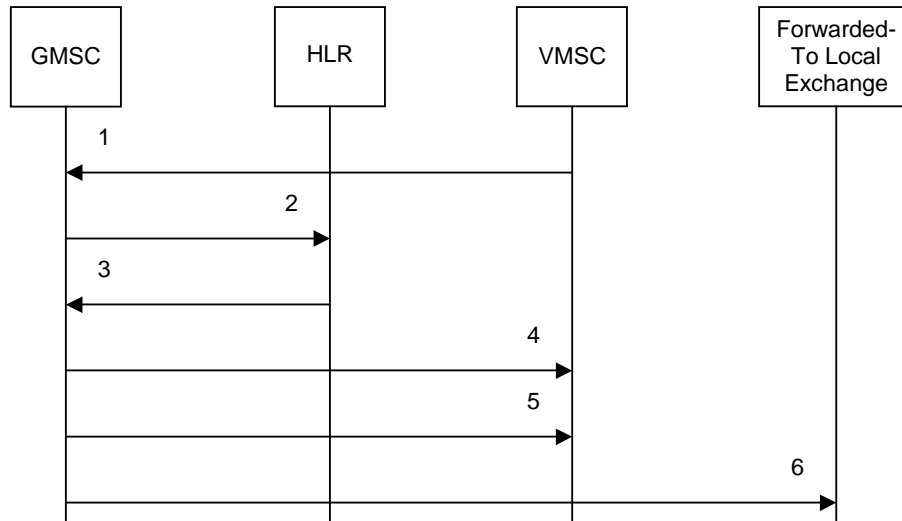 GMSC
HLR
VMSC
Forwarded-
To Local
Exchange
1
2
3
4
5
6